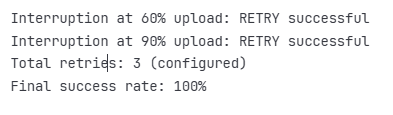 Interruption at 60% upload: RETRY successful
Interruption at 90% upload: RETRY successful
Total retries: 3 (configured)
Final success rate: 100%